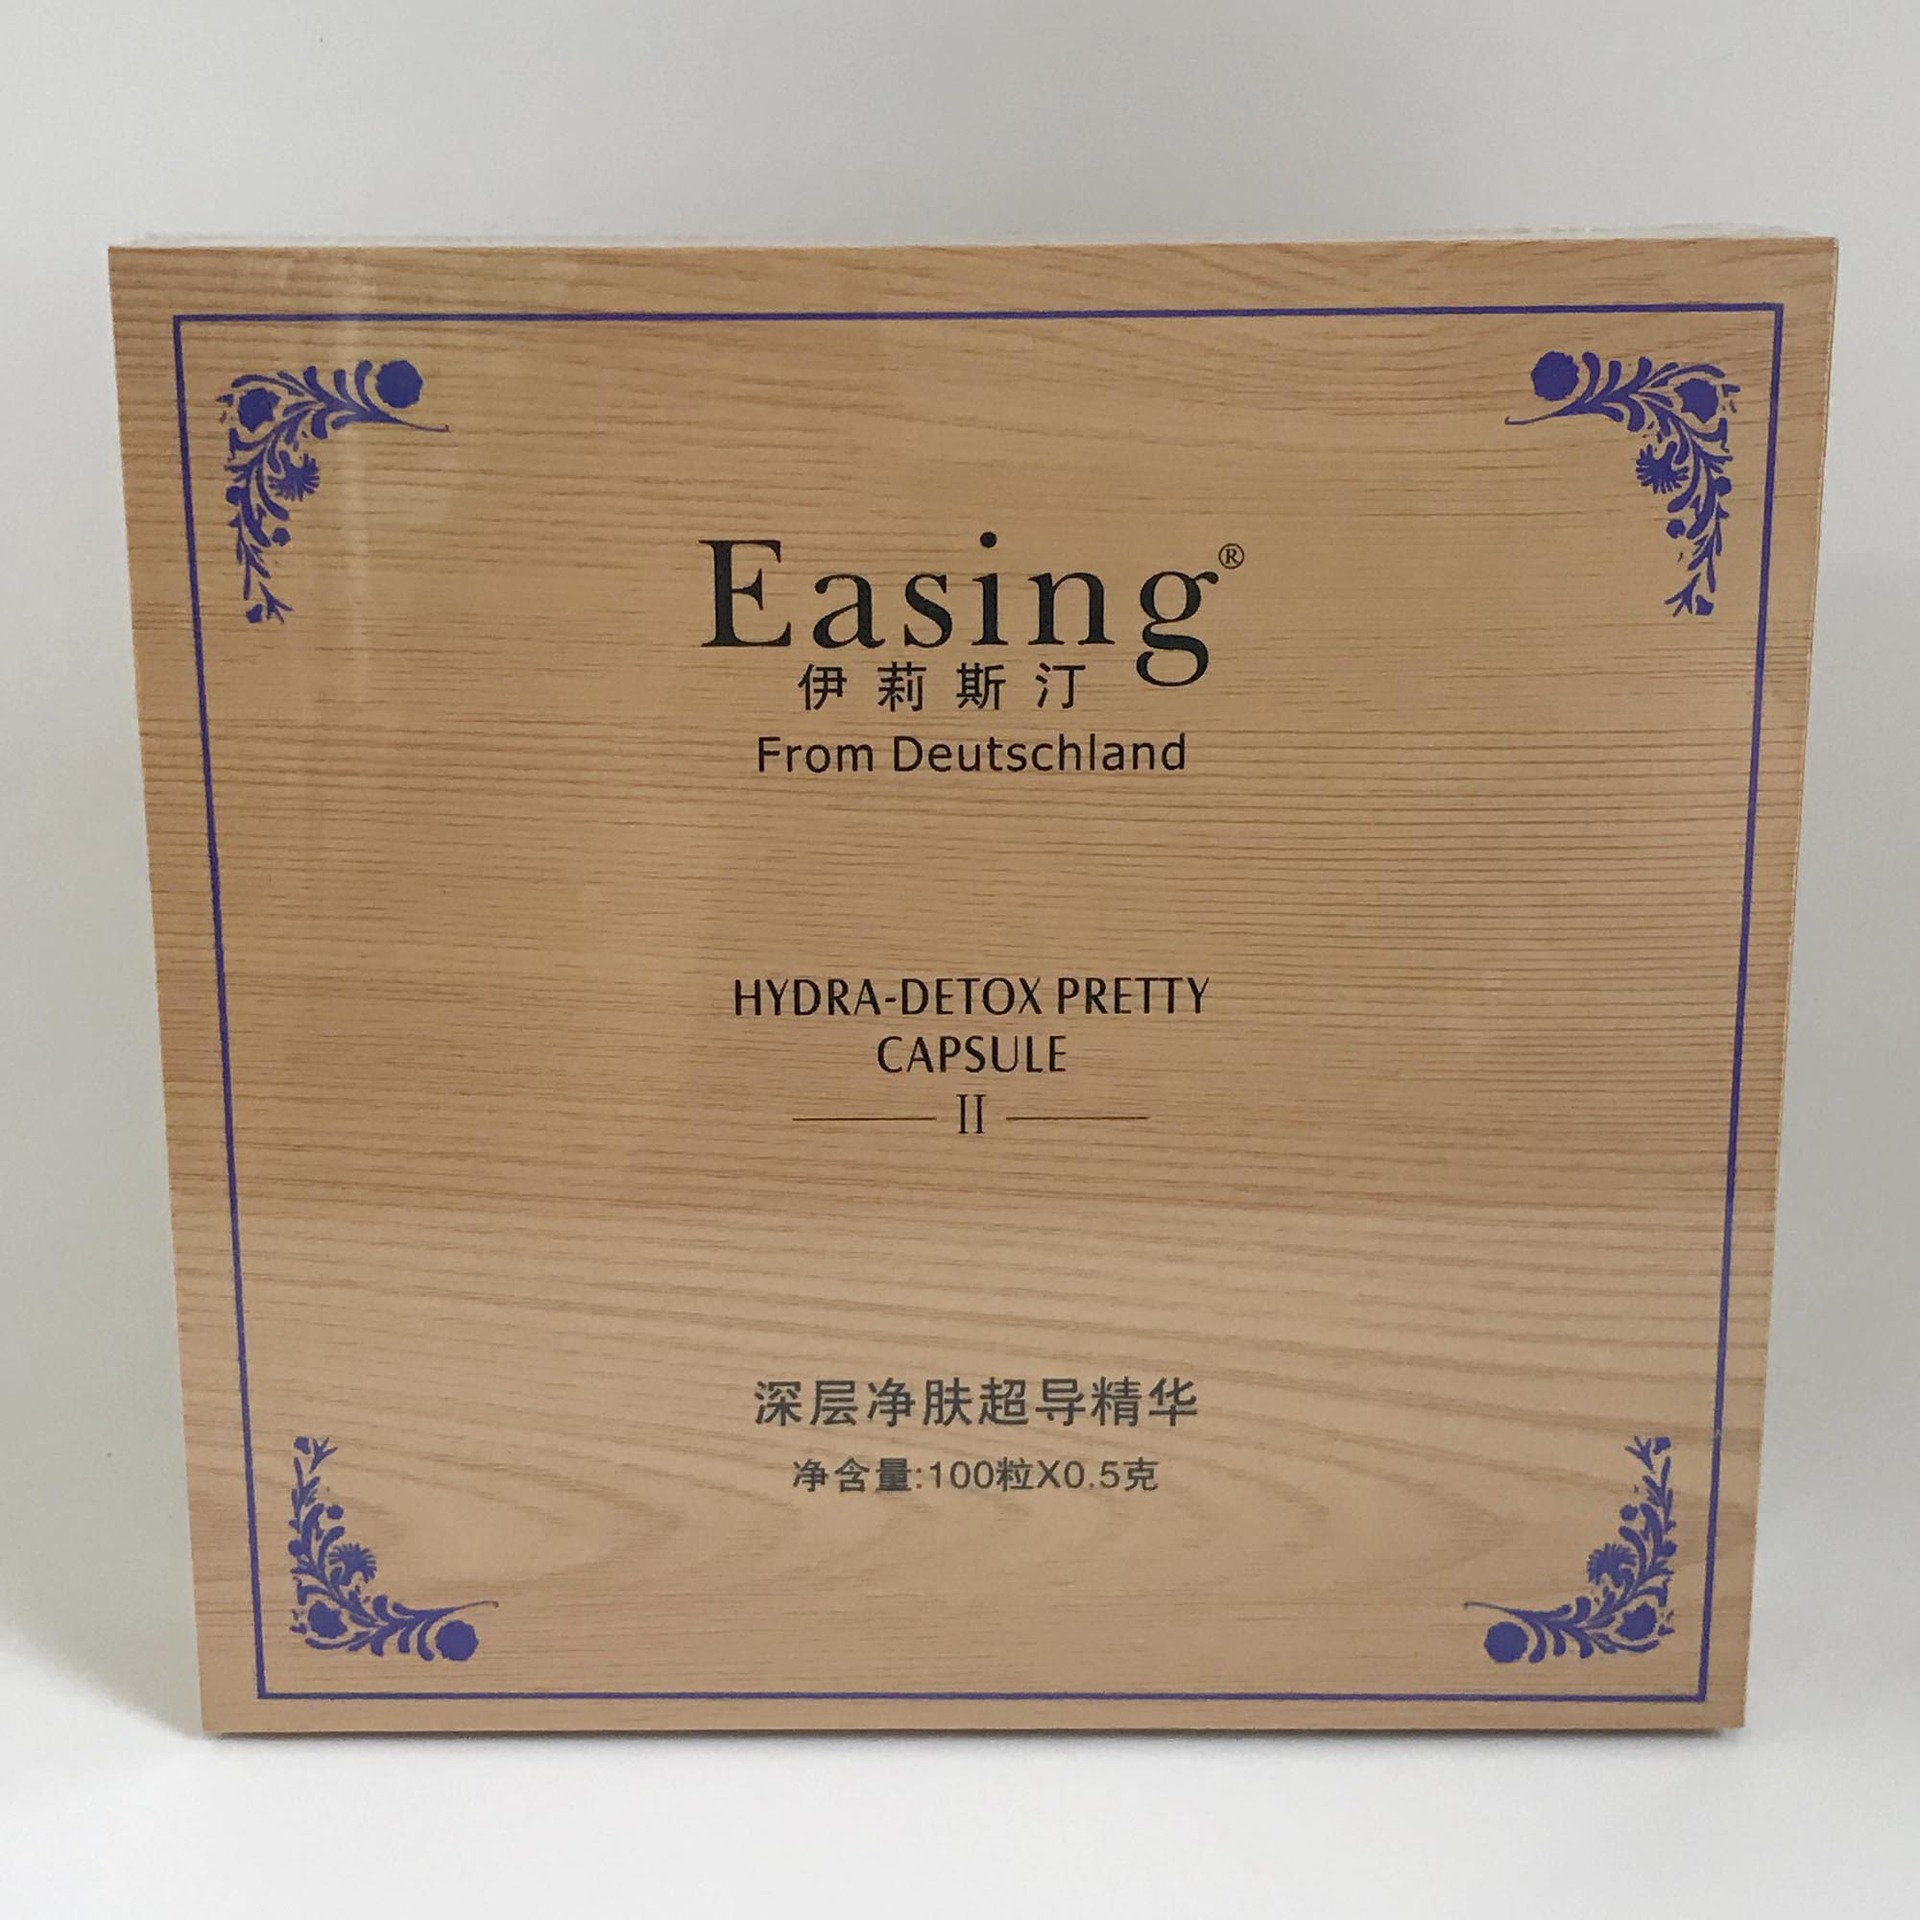 Easing®
伊莉斯汀
From Deutschland
HYDRA-DETOX PRETTY
CAPSULE
II
深层净肤超导精华
净含量:100粒X0.5克